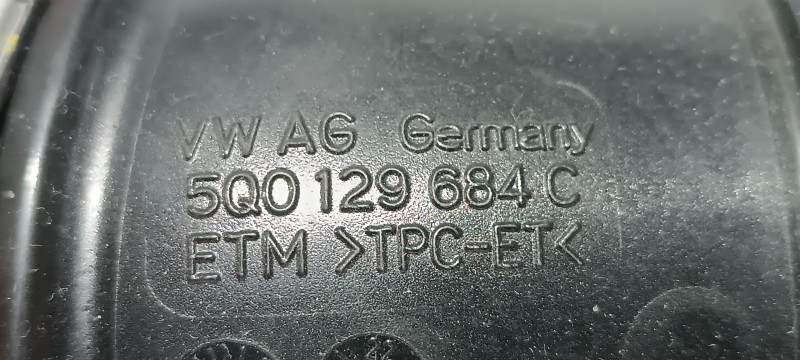 VW AG Germany
5Q0 129 684 C
ETM >TPC-ET<